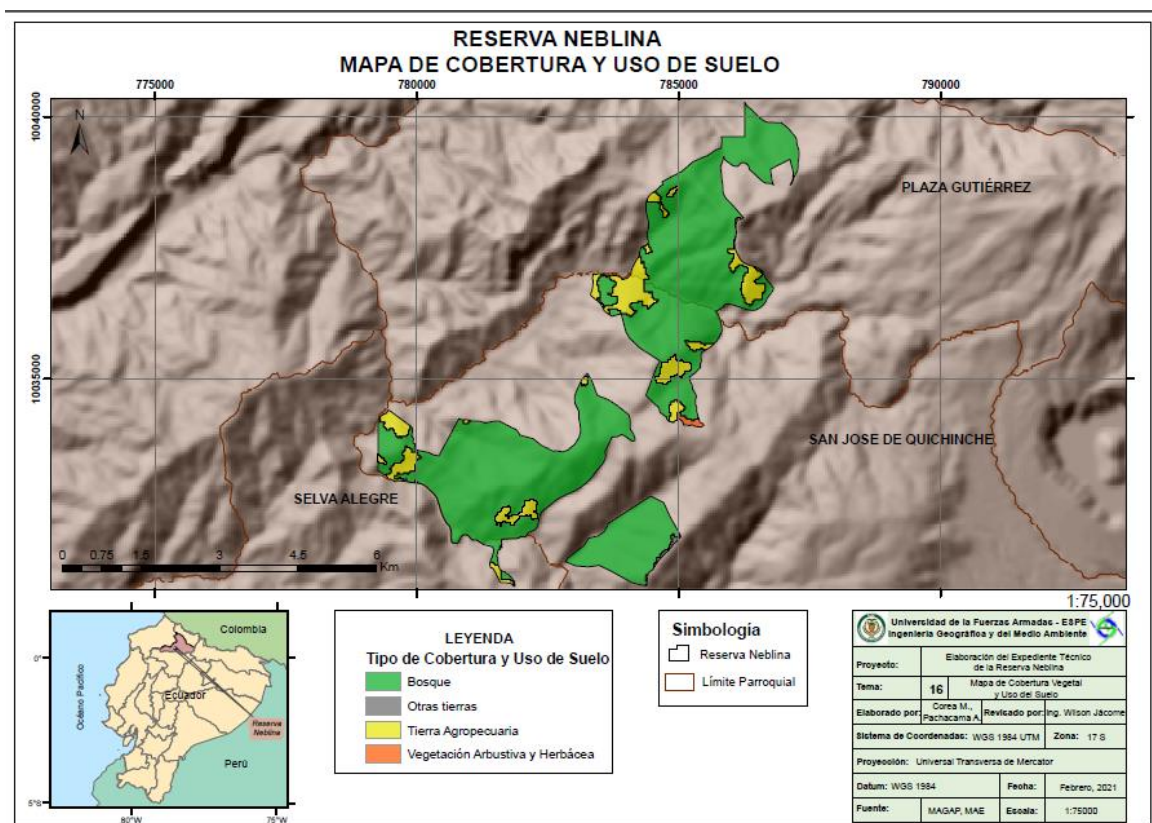 RESERVA NEBLINA
MAPA DE COBERTURA Y USO DE SUELO
775000 780000 785000 790000
10040000
10035000
N
PLAZA GUTIÉRREZ
SAN JOSE DE QUICHINCHE
SELVA ALEGRE
0 0.75 1.5 3 4.5 6
Km
1:75,000
Colombia
0°
Océano Pacífico
Ecuador
Reserva
Neblina
Perú
5°S
80°W 75°W
LEYENDA
Tipo de Cobertura y Uso de Suelo
Bosque
Otras tierras
Tierra Agropecuaria
Vegetación Arbustiva y Herbácea
Simbología
Reserva Neblina
Límite Parroquial
Universidad de la Fuerzas Armadas - ESPE
Ingeniería Geográfica y del Medio Ambiente
Proyecto: Elaboración del Expediente Técnico
de la Reserva Neblina
Tema: 16 Mapa de Cobertura Vegetal
y Uso del Suelo
Elaborado por: Corea M.,
Pachacama A. Revisado por: Ing. Wilson Jácome
Sistema de Coordenadas: WGS 1984 UTM Zona: 17 S
Proyección: Universal Transversa de Mercator
Datum: WGS 1984 Fecha: Febrero, 2021
Fuente: MAGAP, MAE Escala: 1:75000